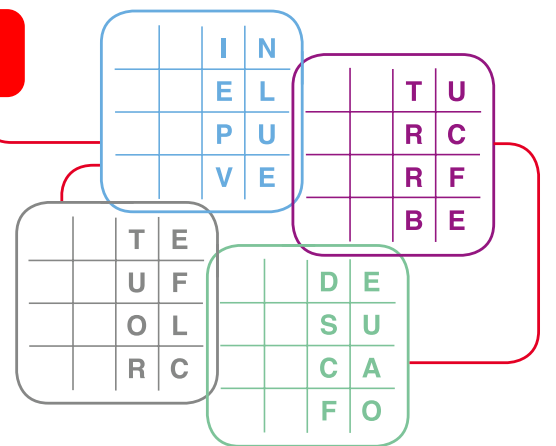 I N
E L
P U
V E
T U
R C
R F
B E
T E
U F
O L
R C
D E
S U
C A
F O